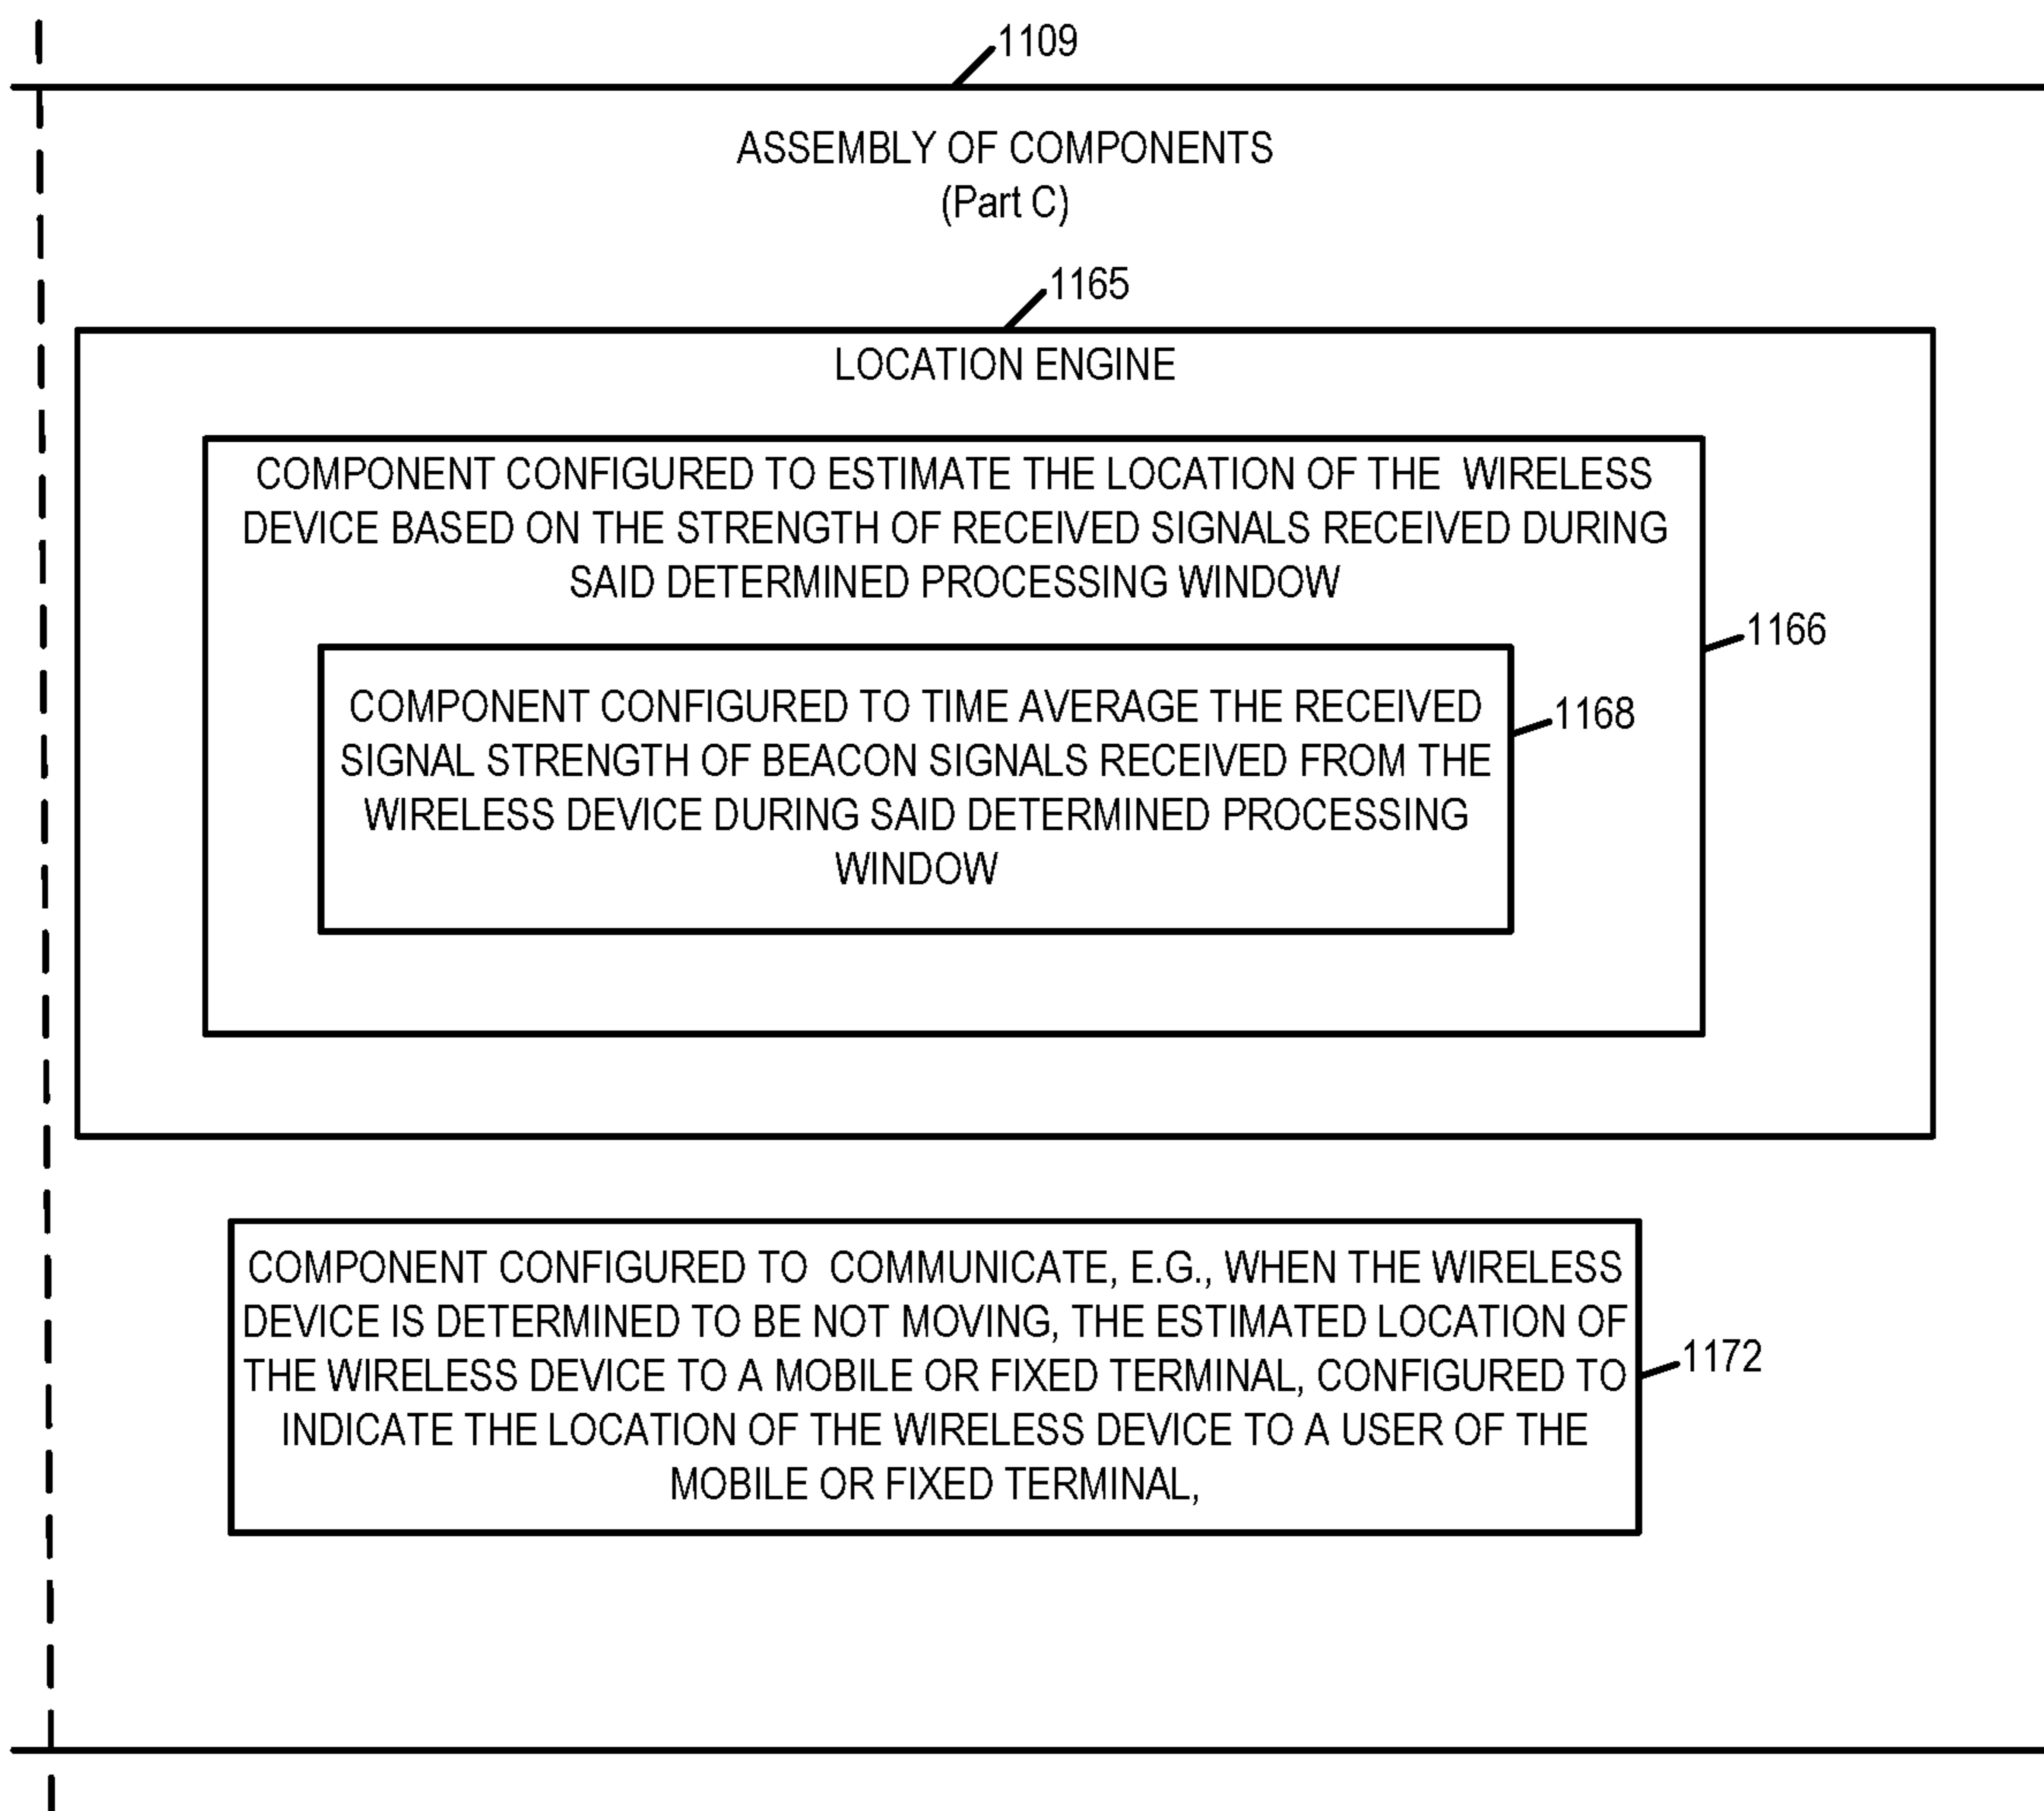 1109
ASSEMBLY OF COMPONENTS
(Part C)
1165
LOCATION ENGINE
COMPONENT CONFIGURED TO ESTIMATE THE LOCATION OF THE WIRELESS
DEVICE BASED ON THE STRENGTH OF RECEIVED SIGNALS RECEIVED DURING
SAID DETERMINED PROCESSING WINDOW
1166
COMPONENT CONFIGURED TO TIME AVERAGE THE RECEIVED
SIGNAL STRENGTH OF BEACON SIGNALS RECEIVED FROM THE
WIRELESS DEVICE DURING SAID DETERMINED PROCESSING
WINDOW
1168
COMPONENT CONFIGURED TO COMMUNICATE, E.G., WHEN THE WIRELESS
DEVICE IS DETERMINED TO BE NOT MOVING, THE ESTIMATED LOCATION OF
THE WIRELESS DEVICE TO A MOBILE OR FIXED TERMINAL, CONFIGURED TO
INDICATE THE LOCATION OF THE WIRELESS DEVICE TO A USER OF THE
MOBILE OR FIXED TERMINAL,
1172